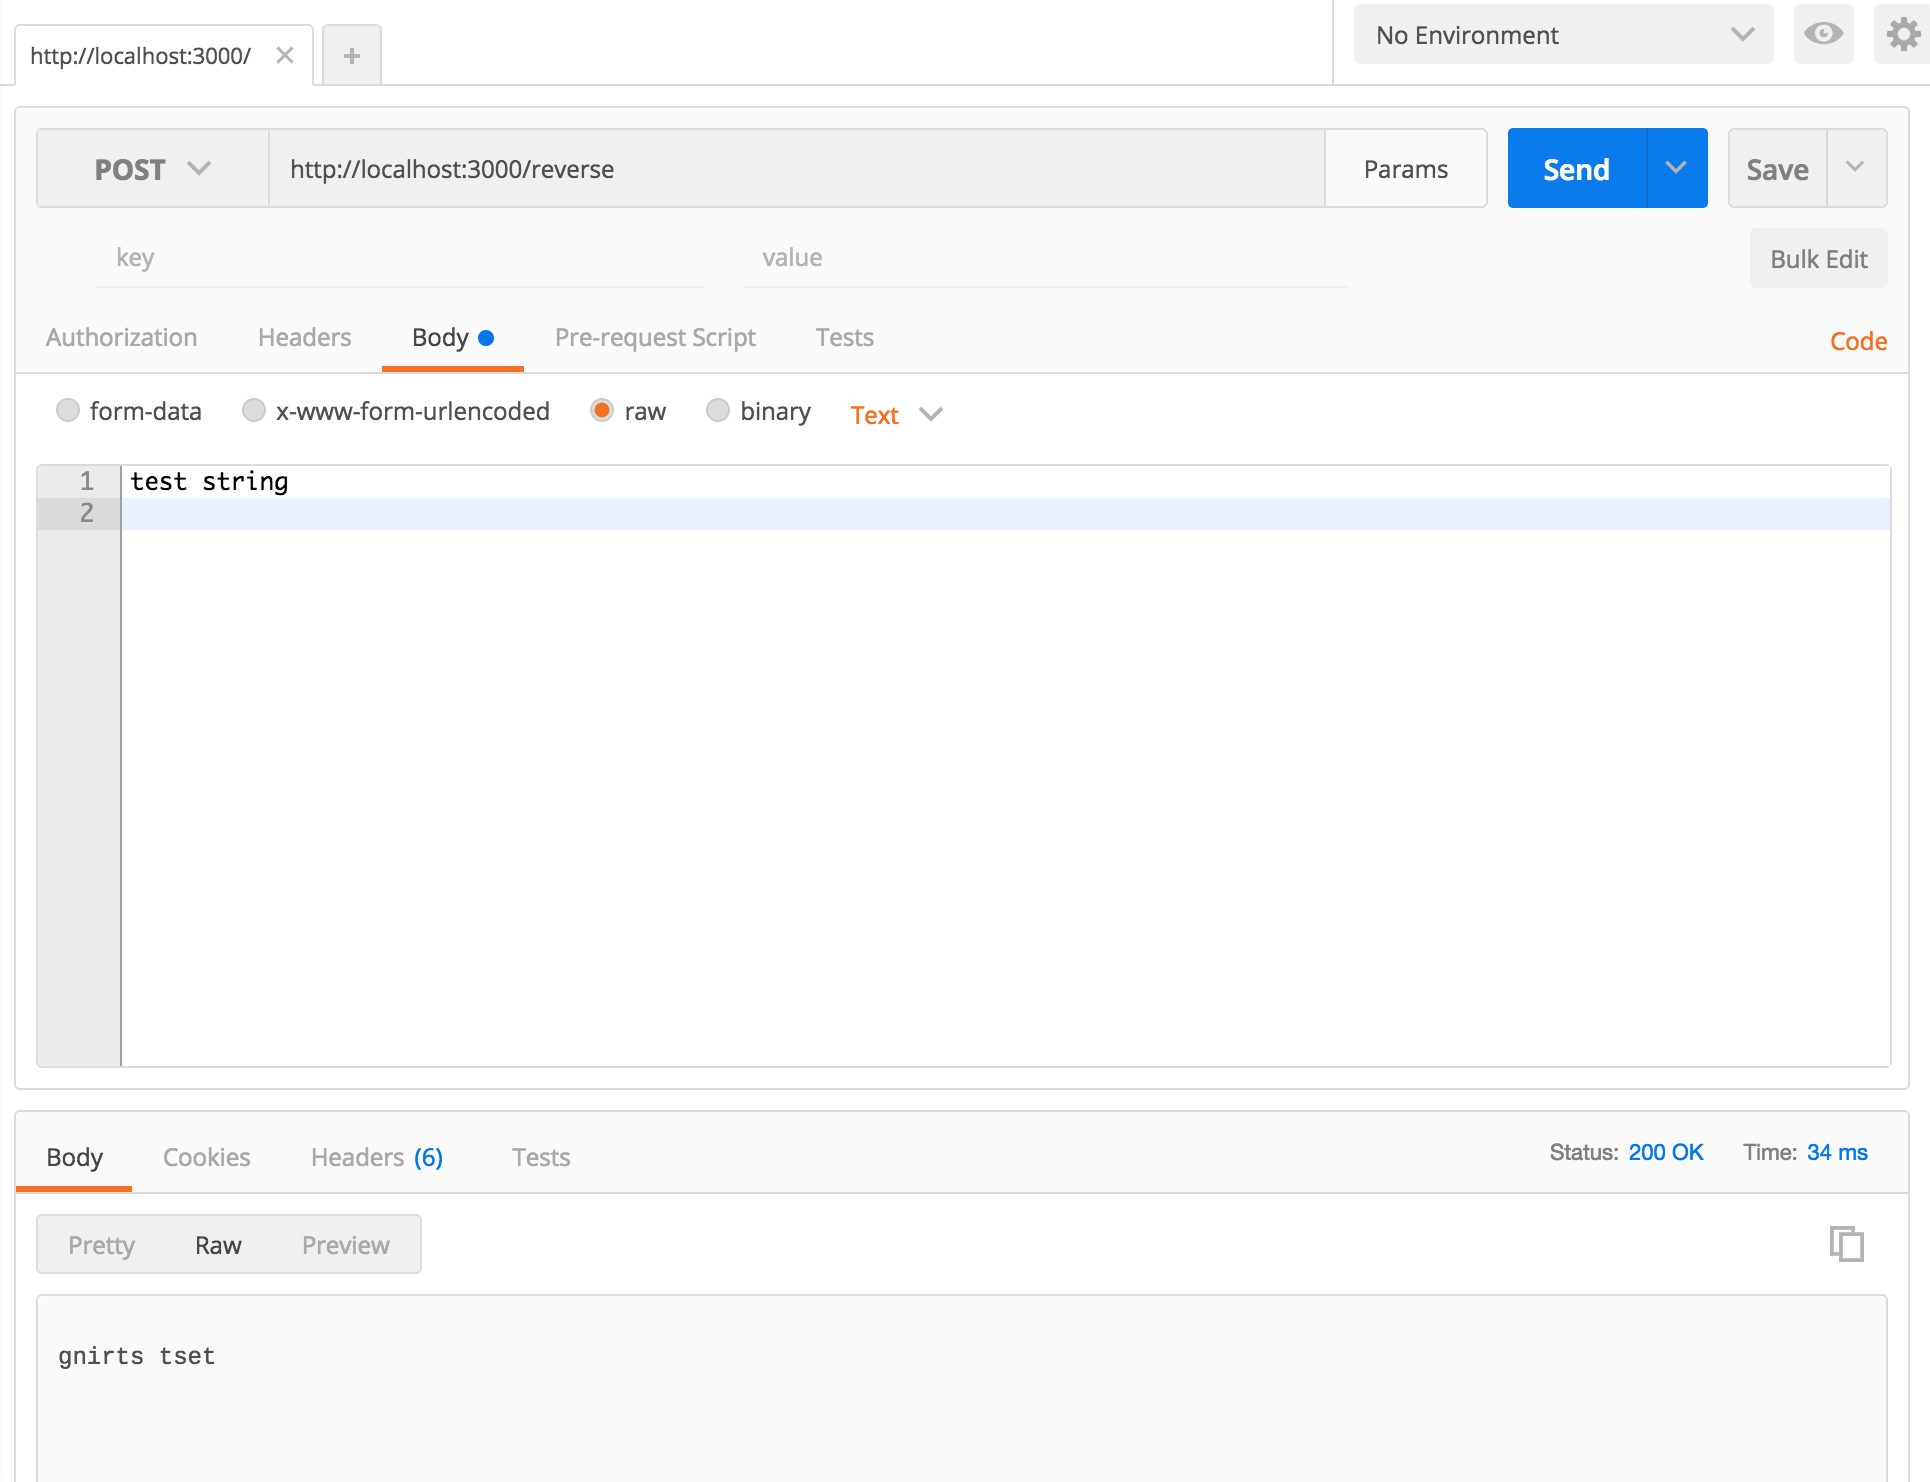 http://localhost:3000/
No Environment
POST http://localhost:3000/reverse Params Send Save
key value Bulk Edit
Authorization Headers Body Pre-request Script Tests Code
form-data x-www-form-urlencoded raw binary Text
1 test string
2
Body Cookies Headers (6) Tests Status: 200 OK Time: 34 ms
Pretty Raw Preview
gnirts tset